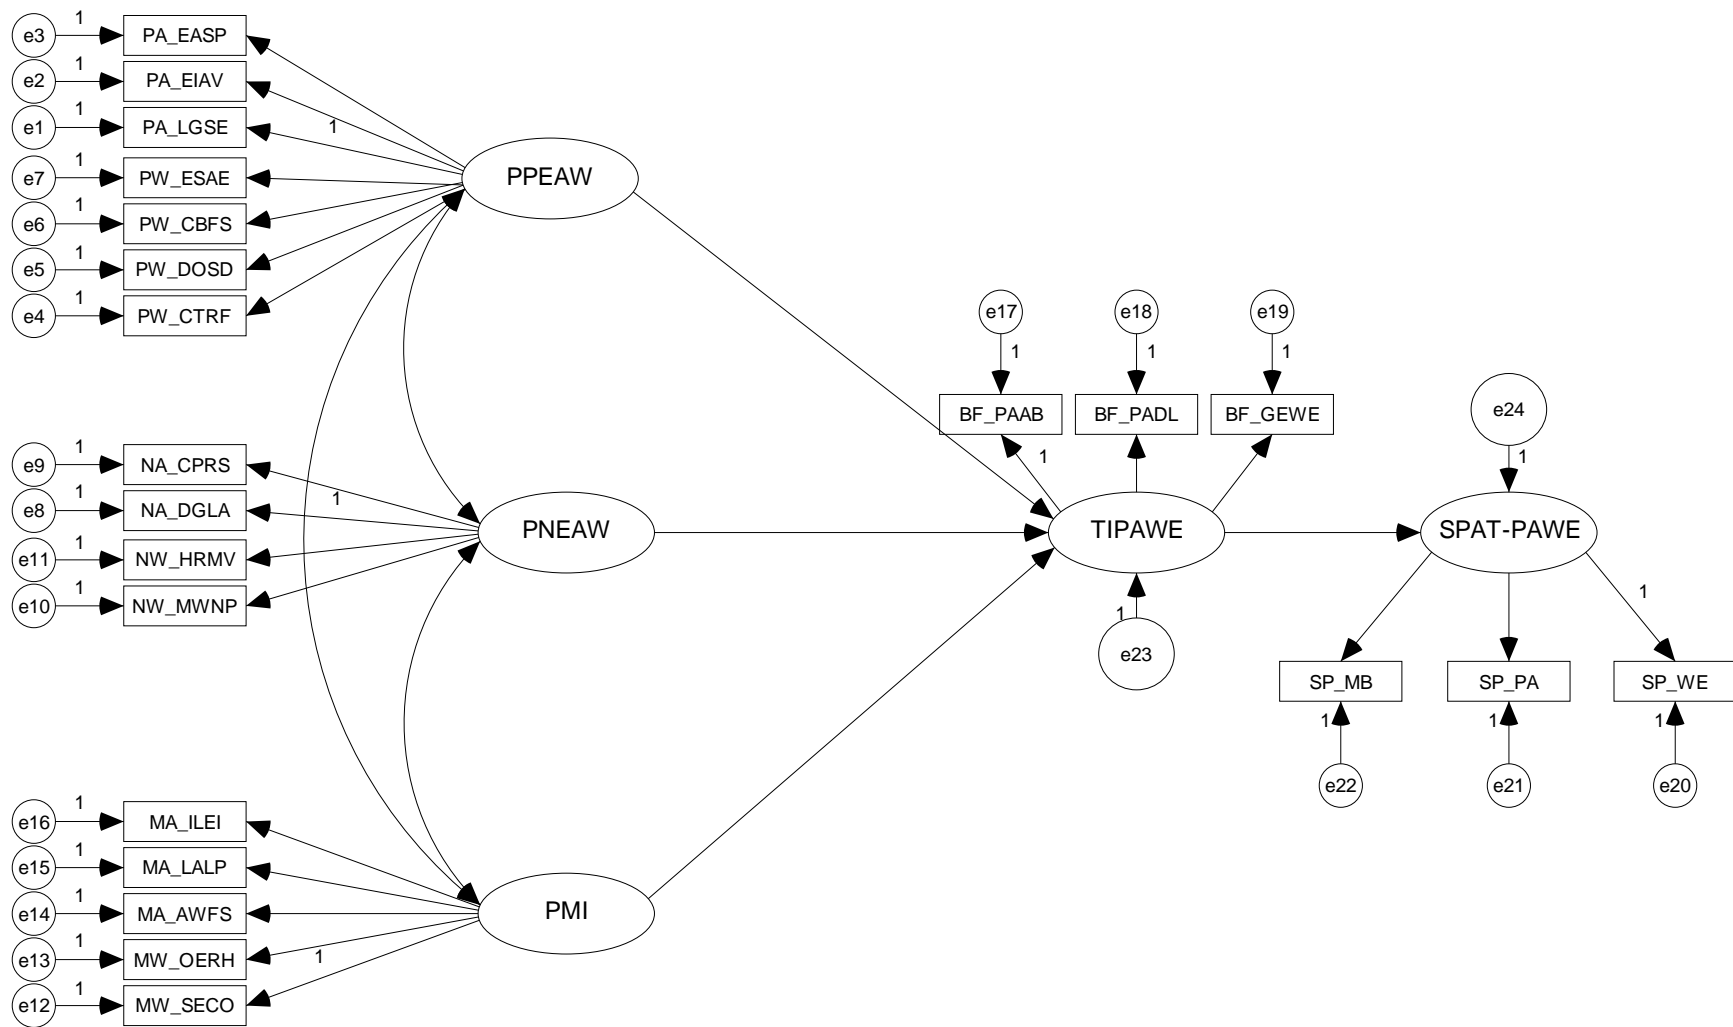 e3 1 PA_EASP
e2 1 PA_EIAV
e1 1 PA_LGSE 1
e7 1 PW_ESAE
e6 1 PW_CBFS
e5 1 PW_DOSD
e4 1 PW_CTRF
PPEAW
e9 1 NA_CPRS
e8 1 NA_DGLA 1
e11 1 NW_HRMV
e10 1 NW_MWNP
PNEAW
e16 1 MA_ILEI
e15 1 MA_LALP
e14 1 MA_AWFS
e13 1 MW_OERH 1
e12 1 MW_SECO
PMI
e17 e18 e19
1 1 1
BF_PAAB BF_PADL BF_GEWE
1
TIPAWE
1
e23
e24
1
SPAT-PAWE
1
SP_MB SP_PA SP_WE
1 1 1
e22 e21 e20